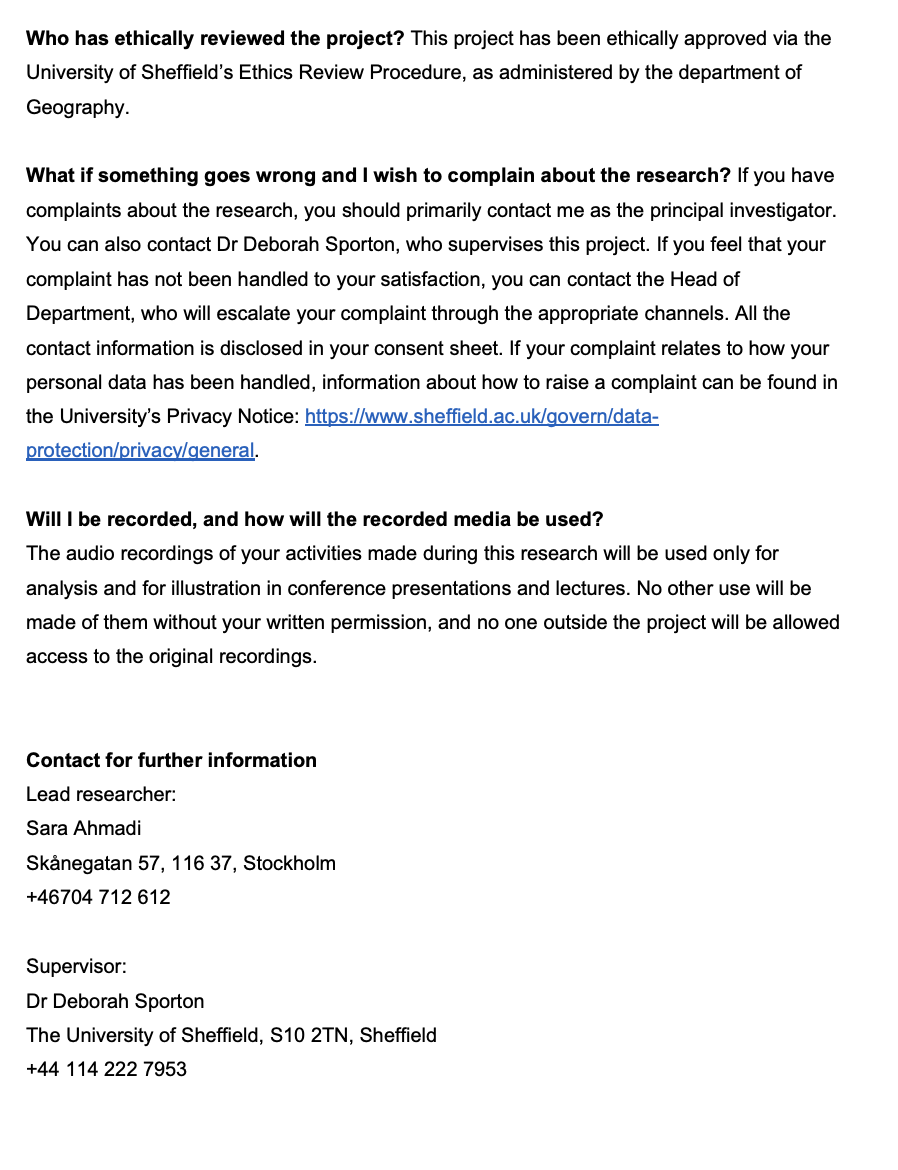 Who has ethically reviewed the project? This project has been ethically approved via the
University of Sheffield’s Ethics Review Procedure, as administered by the department of
Geography.
What if something goes wrong and I wish to complain about the research? If you have
complaints about the research, you should primarily contact me as the principal investigator.
You can also contact Dr Deborah Sporton, who supervises this project. If you feel that your
complaint has not been handled to your satisfaction, you can contact the Head of
Department, who will escalate your complaint through the appropriate channels. All the
contact information is disclosed in your consent sheet. If your complaint relates to how your
personal data has been handled, information about how to raise a complaint can be found in
the University’s Privacy Notice: https://www.sheffield.ac.uk/govern/data-
protection/privacy/general.
Will I be recorded, and how will the recorded media be used?
The audio recordings of your activities made during this research will be used only for
analysis and for illustration in conference presentations and lectures. No other use will be
made of them without your written permission, and no one outside the project will be allowed
access to the original recordings.
Contact for further information
Lead researcher:
Sara Ahmadi
Skånegatan 57, 116 37, Stockholm
+46704 712 612
Supervisor:
Dr Deborah Sporton
The University of Sheffield, S10 2TN, Sheffield
+44 114 222 7953